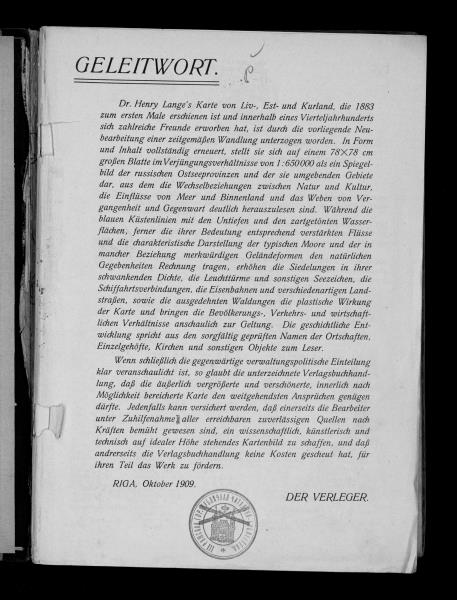 GELEITWORT.
Dr. Henry Lange's Karte von Liv-, Est- und Kurland, die 1883
zum ersten Male erschienen ist und innerhalb eines Vierteljahrhunderts
sich zahlreiche Freunde erworben hat, ist durch die vorliegende Neu-
bearbeitung einer zeitgemäßen Wandlung unterzogen worden. In Form
und Inhalt vollständig erneuert, stellt sie sich auf einem 78×78 cm
großen Blatte im Verjüngungsverhältnisse von 1:650000 als ein Spiegel-
bild der russischen Ostseeprovinzen und der sie umgebenden Gebiete
dar, aus dem die Wechselbeziehungen zwischen Natur und Kultur,
die Einflüsse von Meer und Binnenland und das Weben von Ver-
gangenheit und Gegenwart deutlich herauszulesen sind. Während die
blauen Küstenlinien mit den Untiefen und den zartgetönten Wasser-
flächen, ferner die ihrer Bedeutung entsprechend verstärkten Flüsse
und die charakteristische Darstellung der typischen Moore und der in
mancher Beziehung merkwürdigen Geländeformen den natürlichen
Gegebenheiten Rechnung tragen, erhöhen die Siedelungen in ihrer
schwankenden Dichte, die Leuchttürme und sonstigen Seezeichen, die
Schiffahrtsverbindungen, die Eisenbahnen und verschiedenartigen Land-
straßen, sowie die ausgedehnten Waldungen die plastische Wirkung
der Karte und bringen die Bevölkerungs-, Verkehrs- und wirtschaft-
lichen Verhältnisse anschaulich zur Geltung. Die geschichtliche Ent-
wicklung spricht aus den sorgfältig geprüften Namen der Ortschaften,
Einzelgehöfte, Kirchen und sonstigen Objekte zum Leser.
Wenn schließlich die gegenwärtige verwaltungspolitische Einteilung
klar veranschaulicht ist, so glaubt die unterzeichnete Verlagsbuchhand-
lung, daß die äußerlich vergrößerte und verschönerte, innerlich nach
Möglichkeit bereicherte Karte den weitgehendsten Ansprüchen genügen
dürfte. Jedenfalls kann versichert werden, daß einerseits die Bearbeiter
unter Zuhilfenahme aller erreichbaren zuverlässigen Quellen nach
Kräften bemüht gewesen sind, ein wissenschaftlich, künstlerisch und
technisch auf idealer Höhe stehendes Kartenbild zu schaffen, und daß
andrerseits die Verlagsbuchhandlung keine Kosten gescheut hat, für
ihren Teil das Werk zu fördern.
RIGA, Oktober 1909.
DER VERLEGER.